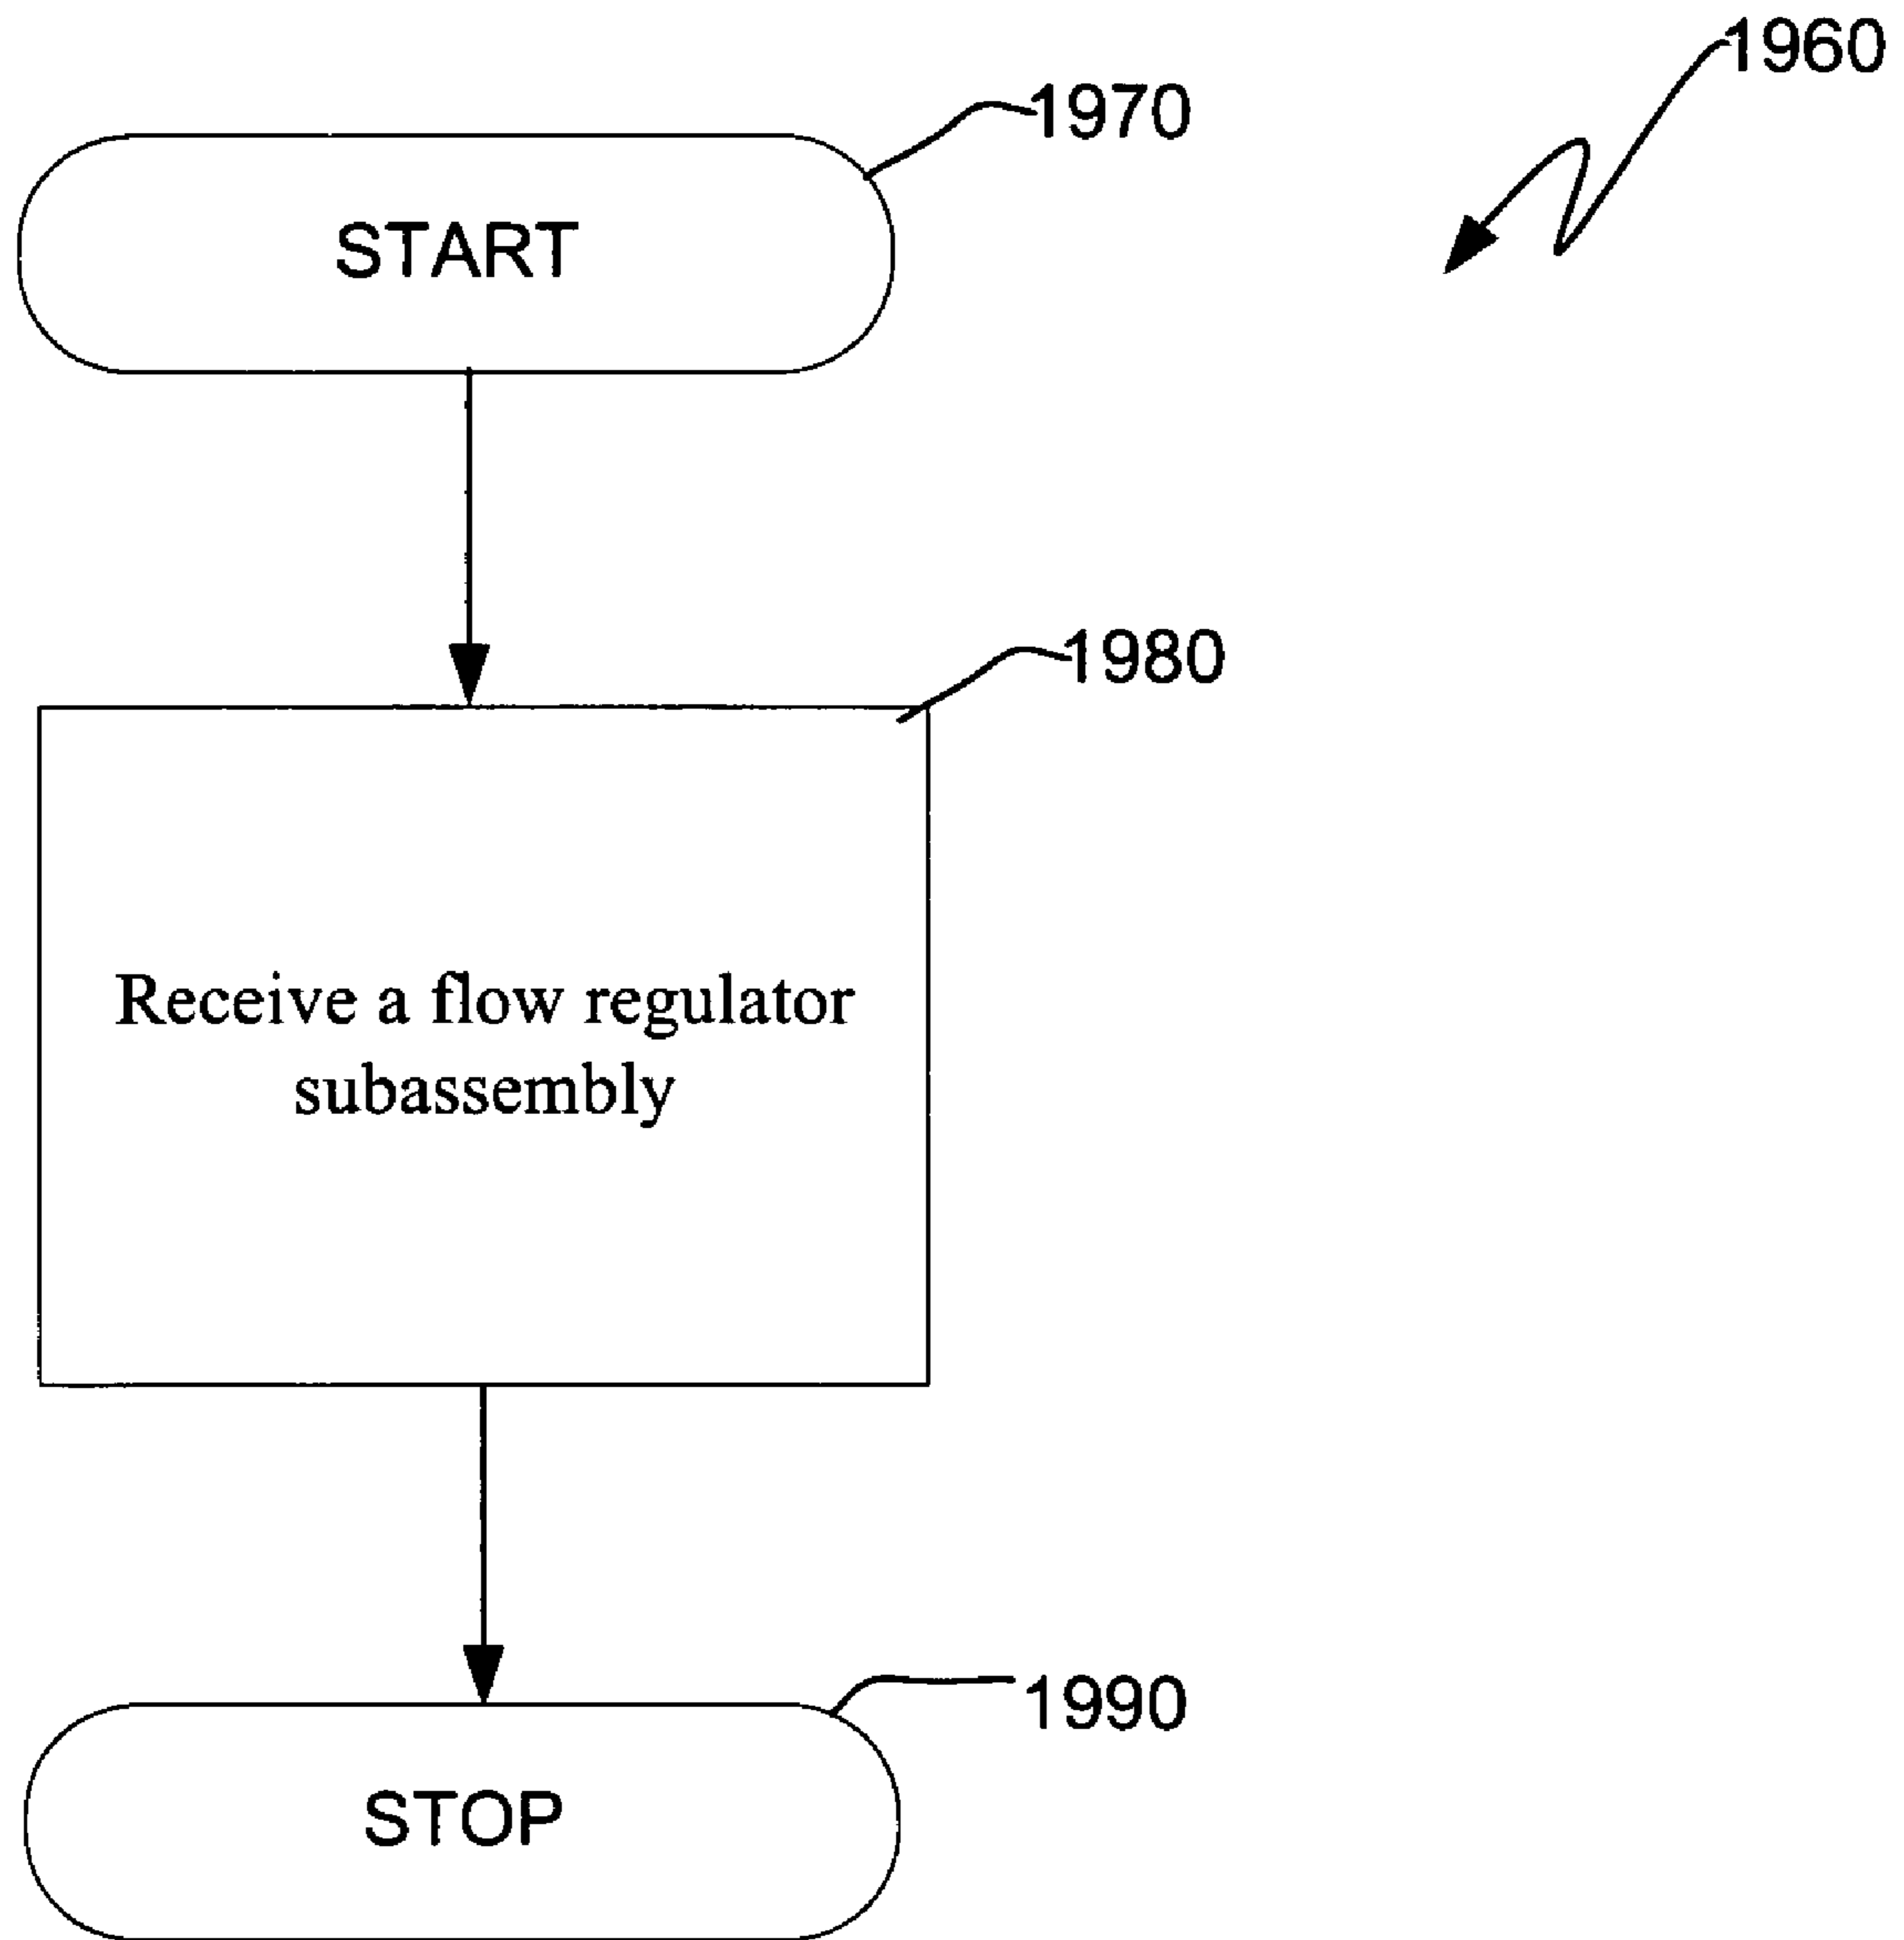 1960
1970
START
1980
Receive a flow regulator
subassembly
1990
STOP